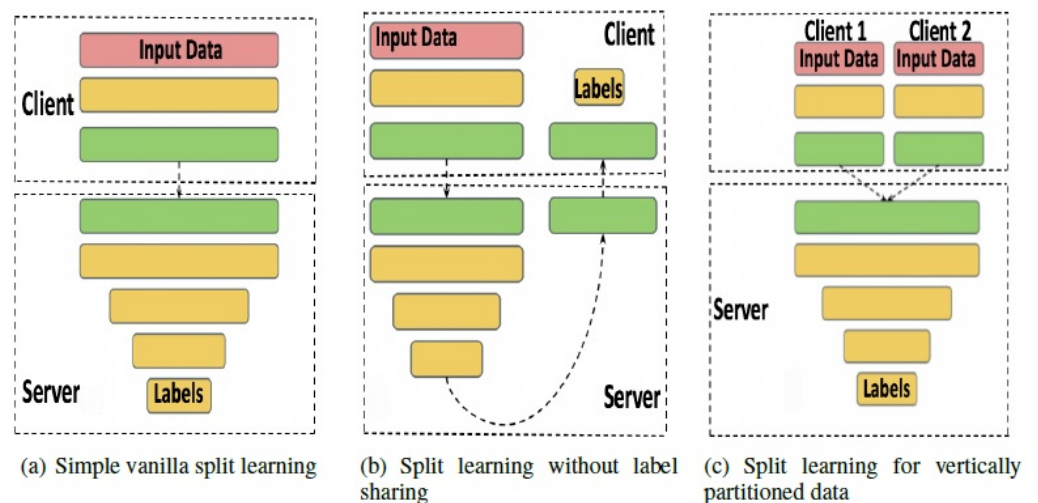 Input Data
Client
Server
Labels
(a) Simple vanilla split learning
Input Data
Client
Labels
Server
(b) Split learning without label
sharing
Client 1 Client 2
Input Data Input Data
Server
Labels
(c) Split learning for vertically
partitioned data